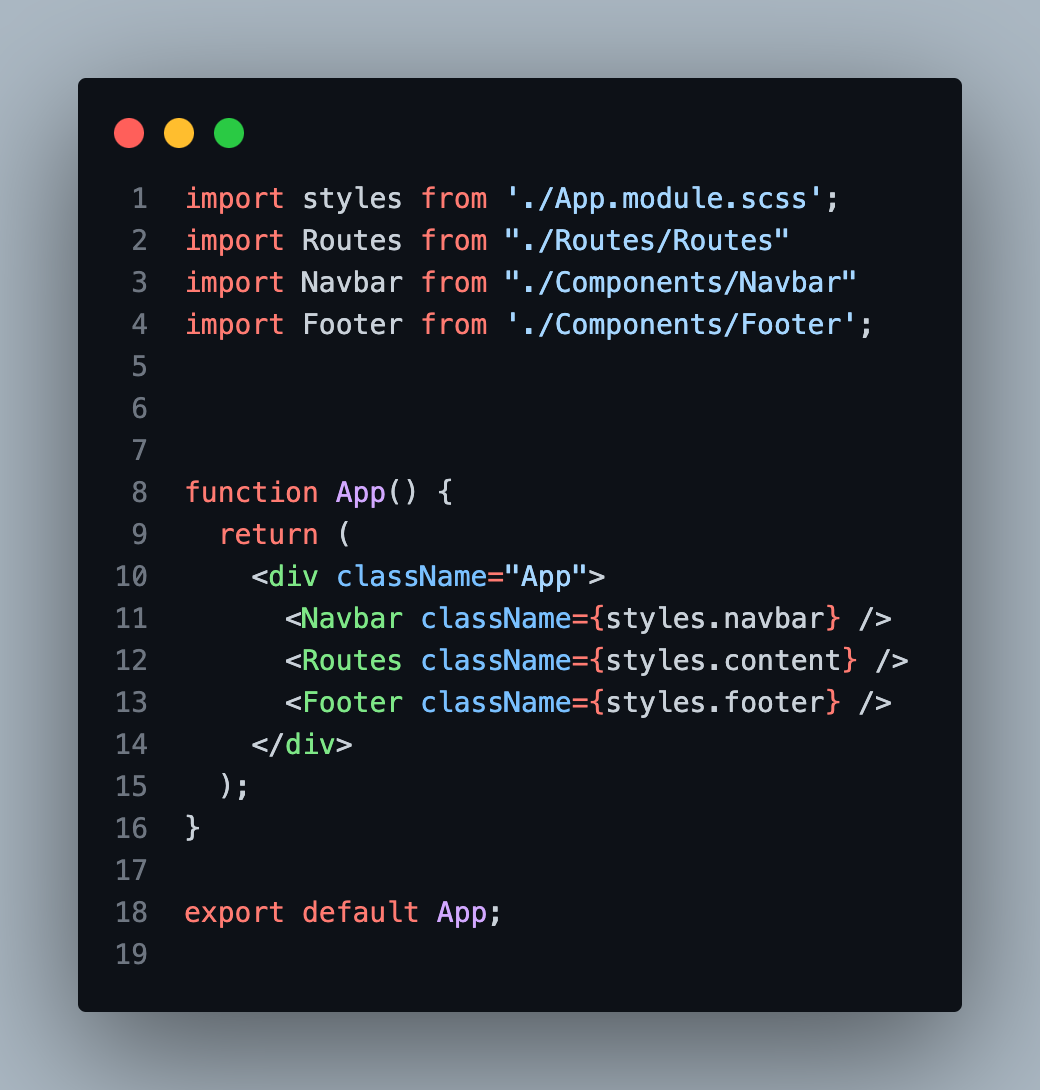 1 import styles from './App.module.scss';
2 import Routes from "./Routes/Routes"
3 import Navbar from "./Components/Navbar"
4 import Footer from './Components/Footer';
5
6
7
8 function App() {
9   return (
10     <div className="App">
11       <Navbar className={styles.navbar} />
12       <Routes className={styles.content} />
13       <Footer className={styles.footer} />
14     </div>
15   );
16 }
17
18 export default App;
19